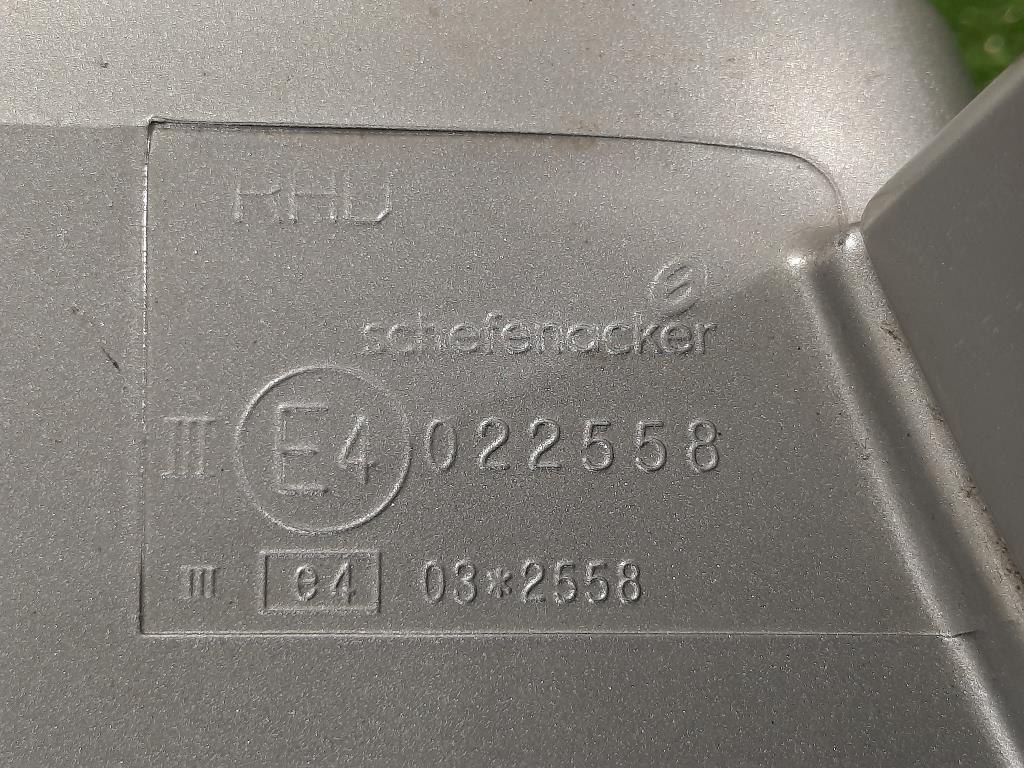 RHD
schefenacker
III E4 022558
III e4 03*2558